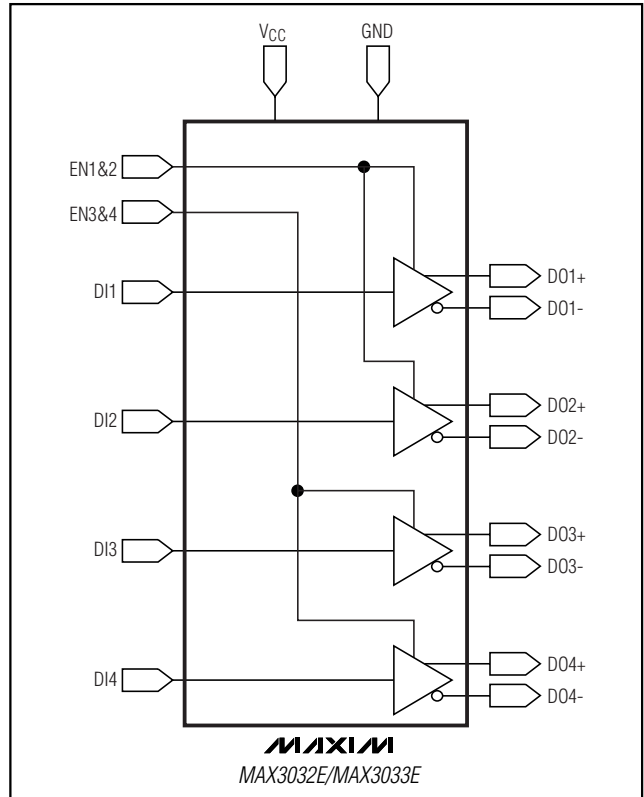 VCC GND
EN1&2
EN3&4
DI1
DO1+
DO1-
DI2
DO2+
DO2-
DI3
DO3+
DO3-
DI4
DO4+
DO4-
MAXIM
MAX3032E/MAX3033E